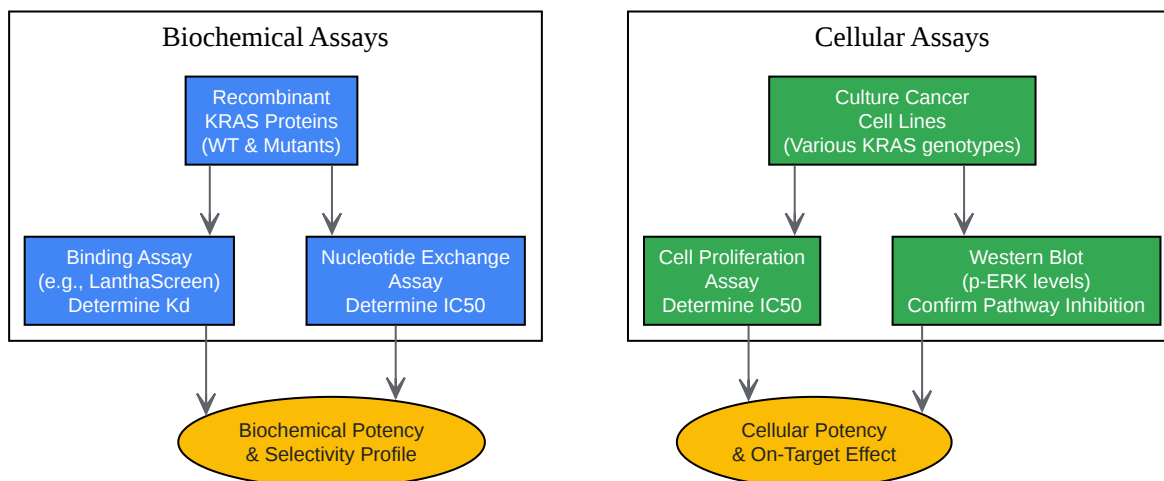 Biochemical Assays
Recombinant
KRAS Proteins
(WT & Mutants)
Binding Assay
(e.g., LanthaScreen)
Determine Kd
Nucleotide Exchange
Assay
Determine IC50
Biochemical Potency
& Selectivity Profile
Cellular Assays
Culture Cancer
Cell Lines
(Various KRAS genotypes)
Cell Proliferation
Assay
Determine IC50
Western Blot
(p-ERK levels)
Confirm Pathway Inhibition
Cellular Potency
& On-Target Effect